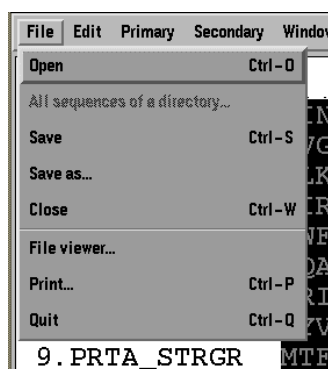 File Edit Primary Secondary Window
Open Ctrl-O
All sequences of a directory...
Save Ctrl-S
Save as...
Close Ctrl-W
File viewer...
Print... Ctrl-P
Quit Ctrl-Q
9.PRTA_STRGR MTF